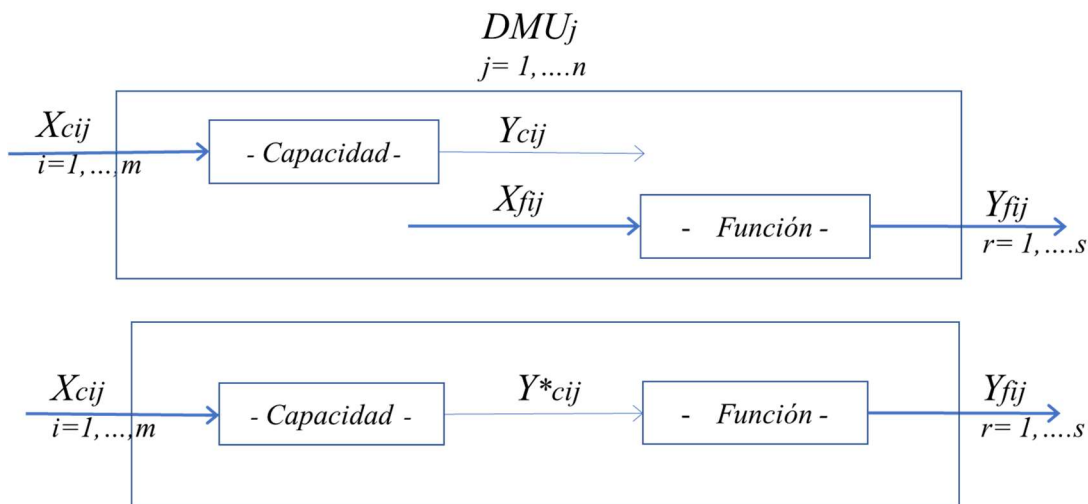 DMUj
j= 1,....n
Xcij
i=1,...,m
- Capacidad -
Ycij
Xfij
- Función -
Yfij
r= 1,....s
Xcij
i=1,...,m
- Capacidad -
Y*cij
- Función -
Yfij
r= 1,....s